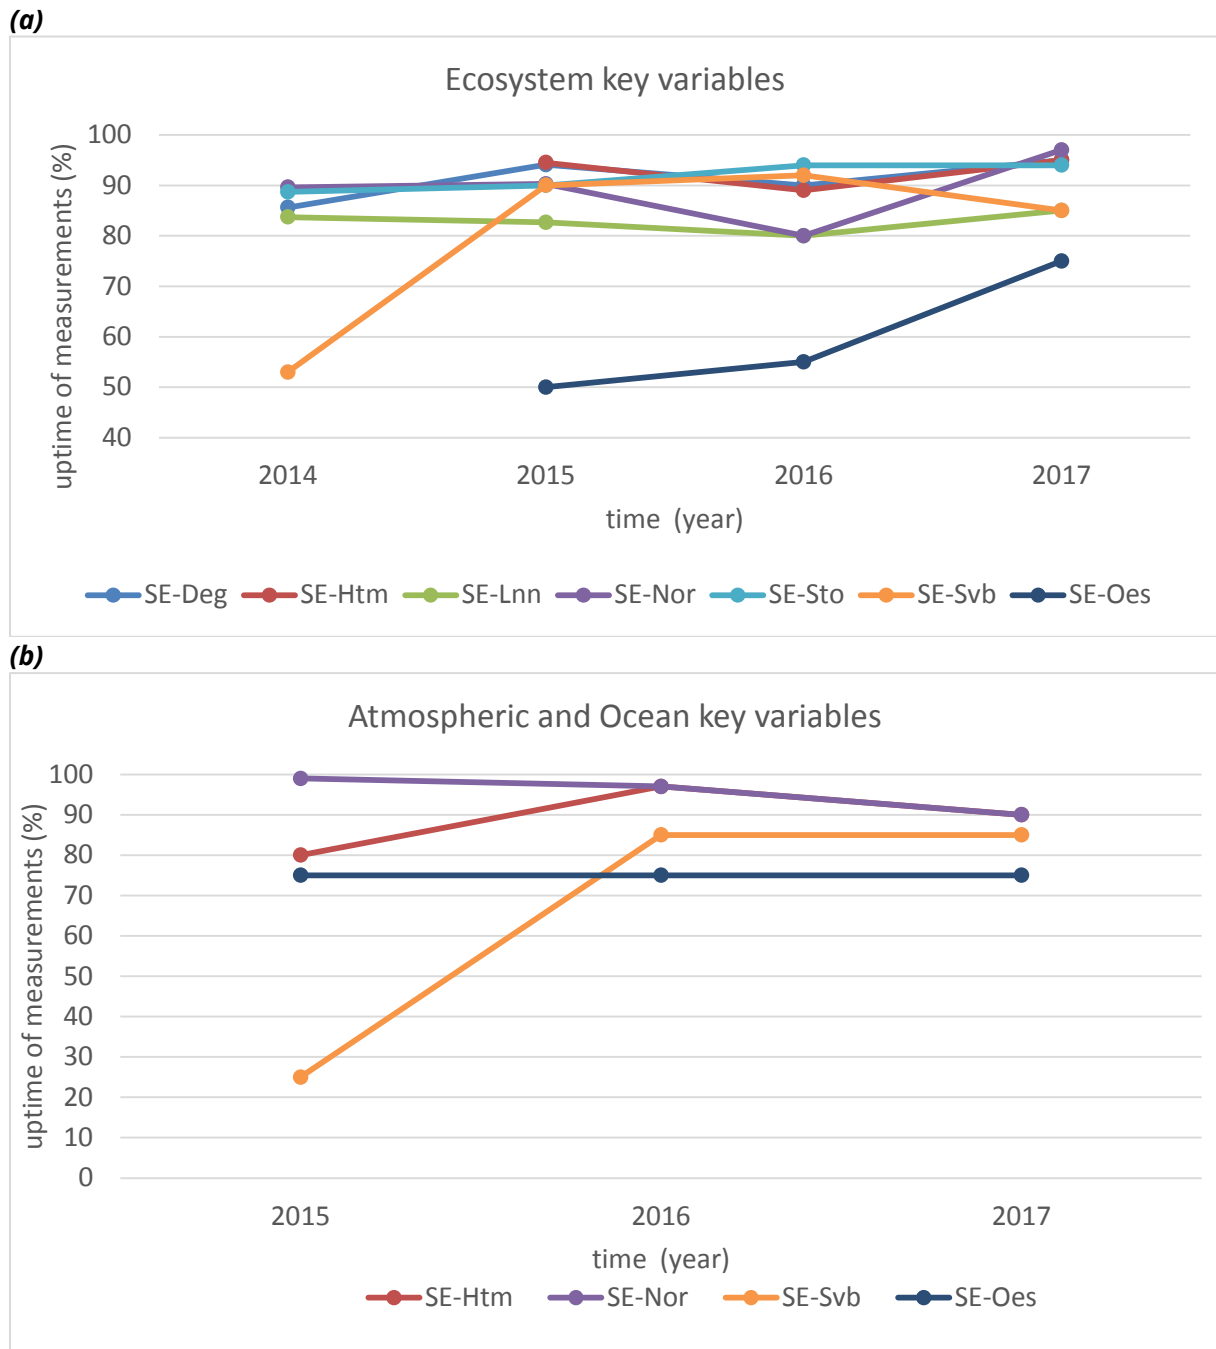 (a)
Ecosystem key variables
uptime of measurements (%)
100
90
80
70
60
50
40
2014 2015 2016 2017
time (year)
SE-Deg SE-Htm SE-Lnn SE-Nor SE-Sto SE-Svb SE-Oes
(b)
Atmospheric and Ocean key variables
uptime of measurements (%)
100
90
80
70
60
50
40
30
20
10
0
2015 2016 2017
time (year)
SE-Htm SE-Nor SE-Svb SE-Oes